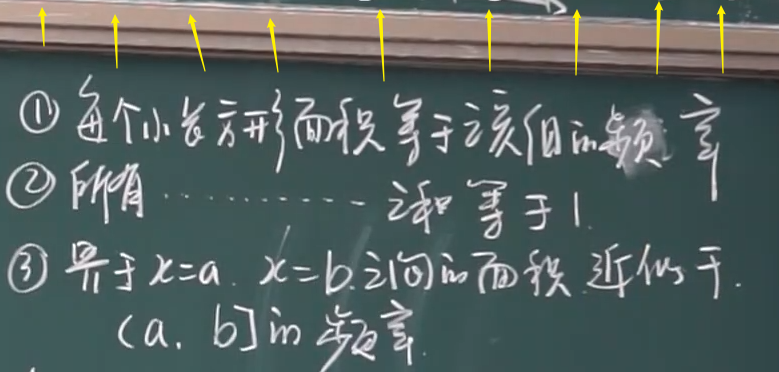 ① 每个小长方形面积等于该组的频率
② 所有…………之和等于1.
③ 界于x=a. x=b.之间的面积.近似于.
(a. b]的频率.